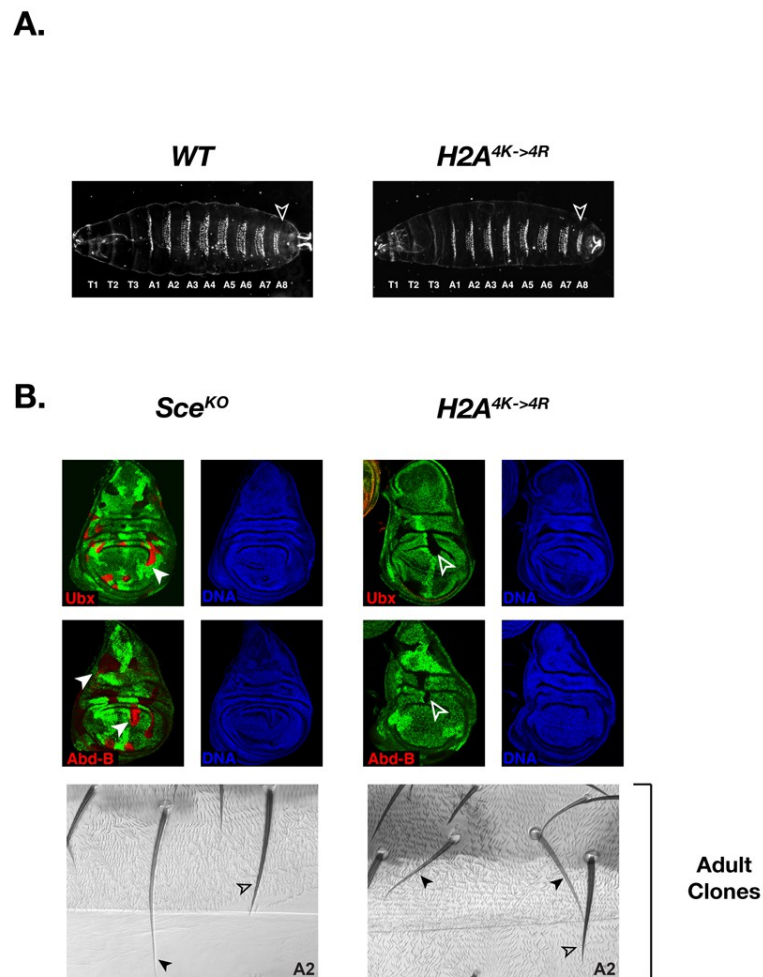 A.
WT
H2A4K->4R
T1 T2 T3 A1 A2 A3 A4 A5 A6 A7 A8
T1 T2 T3 A1 A2 A3 A4 A5 A6 A7 A8
B.
SceKO
H2A4K->4R
Ubx
DNA
Ubx
DNA
Abd-B
DNA
Abd-B
DNA
A2
A2
Adult
Clones